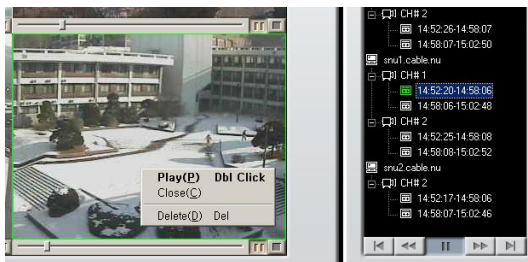 Play(P) Dbl Click
Close(C)
Delete(D) Del
CH# 2
14:52:26-14:58:07
14:58:07-15:02:50
snu1.cable.nu
CH# 1
14:52:20-14:58:06
14:58:06-15:02:48
CH# 2
14:52:25-14:58:08
14:58:08-15:02:52
snu2.cable.nu
CH# 2
14:52:17-14:58:06
14:58:07-15:02:46